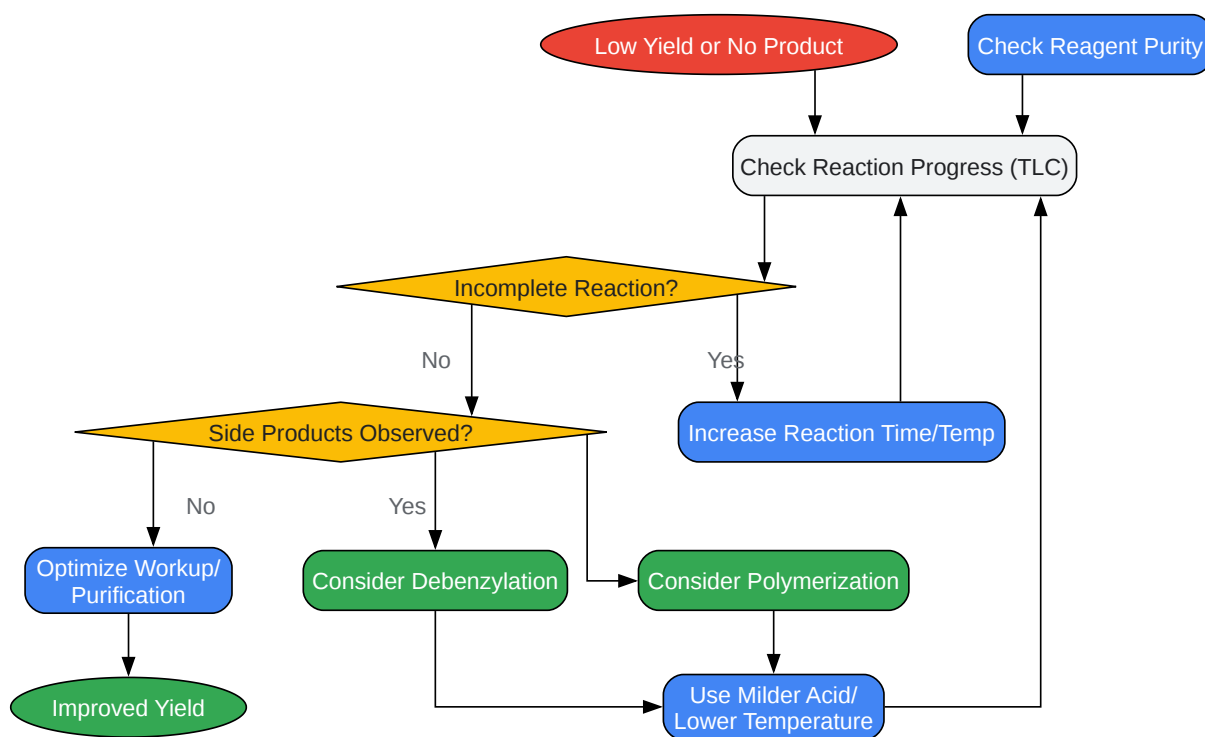 Low Yield or No Product
Check Reagent Purity
Check Reaction Progress (TLC)
Incomplete Reaction?
No
Yes
Side Products Observed?
Increase Reaction Time/Temp
No
Yes
Optimize Workup/
Purification
Consider Debenzylation
Consider Polymerization
Improved Yield
Use Milder Acid/
Lower Temperature